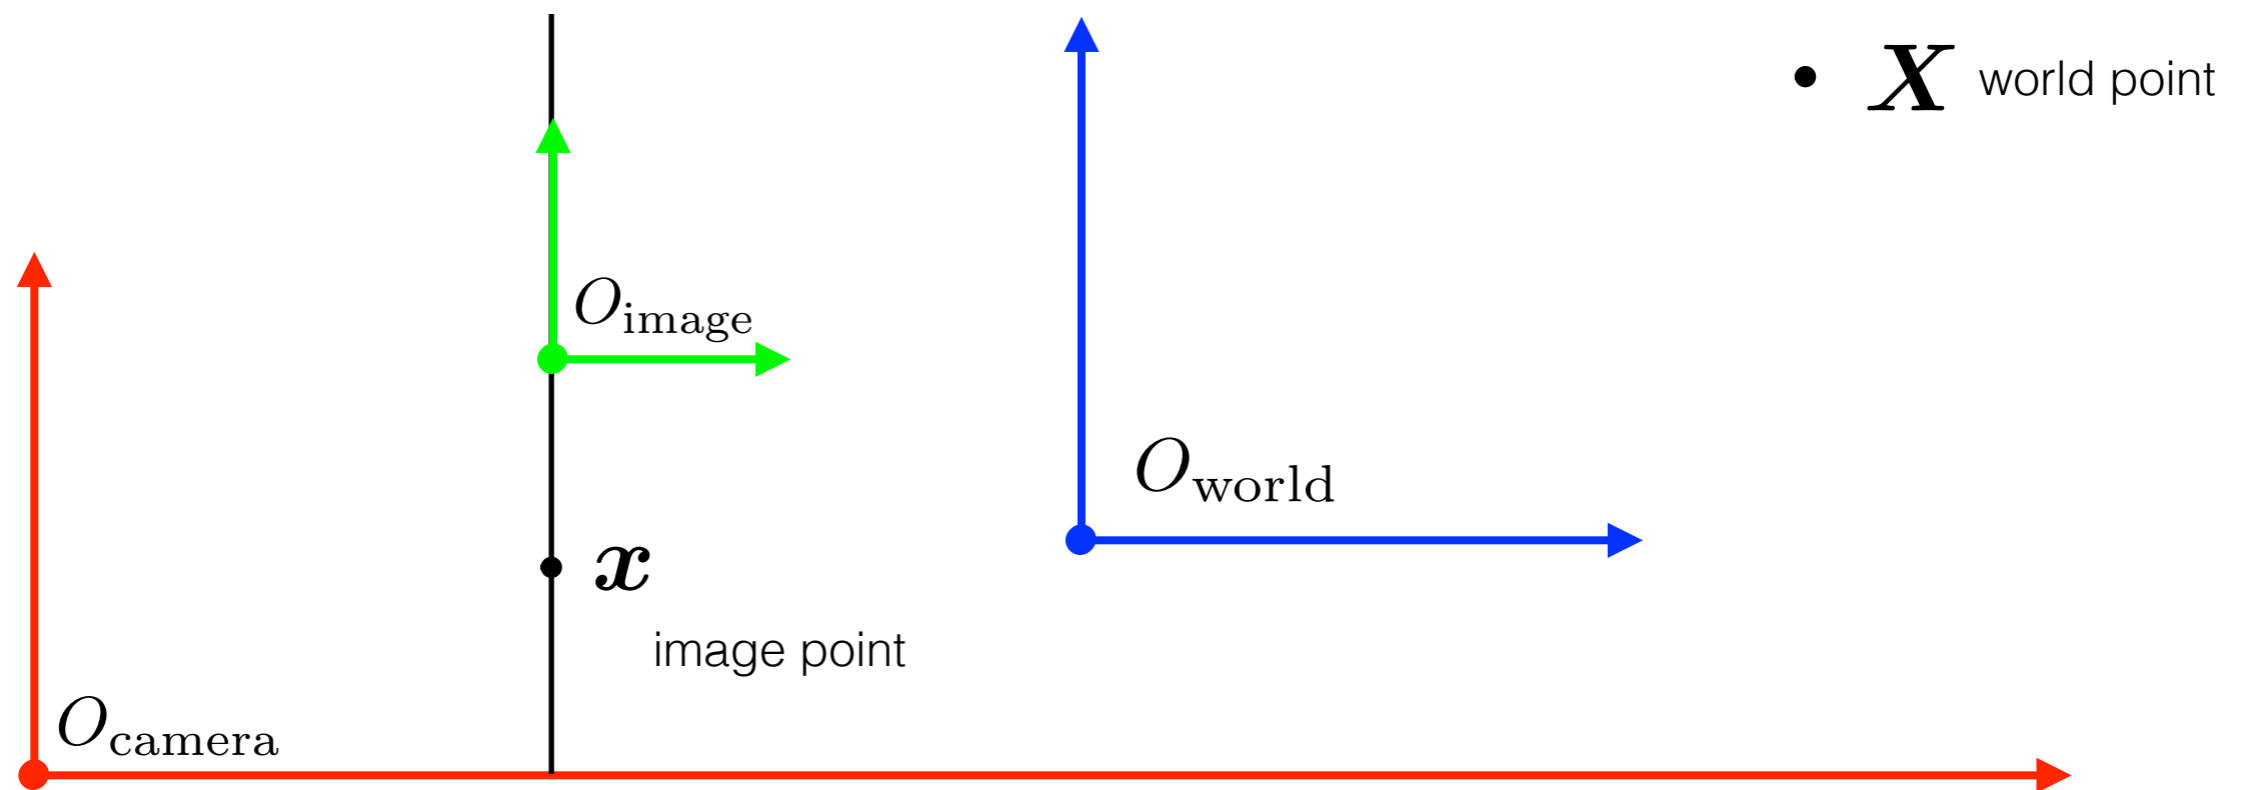 X world point
O_image
O_world
x
image point
O_camera